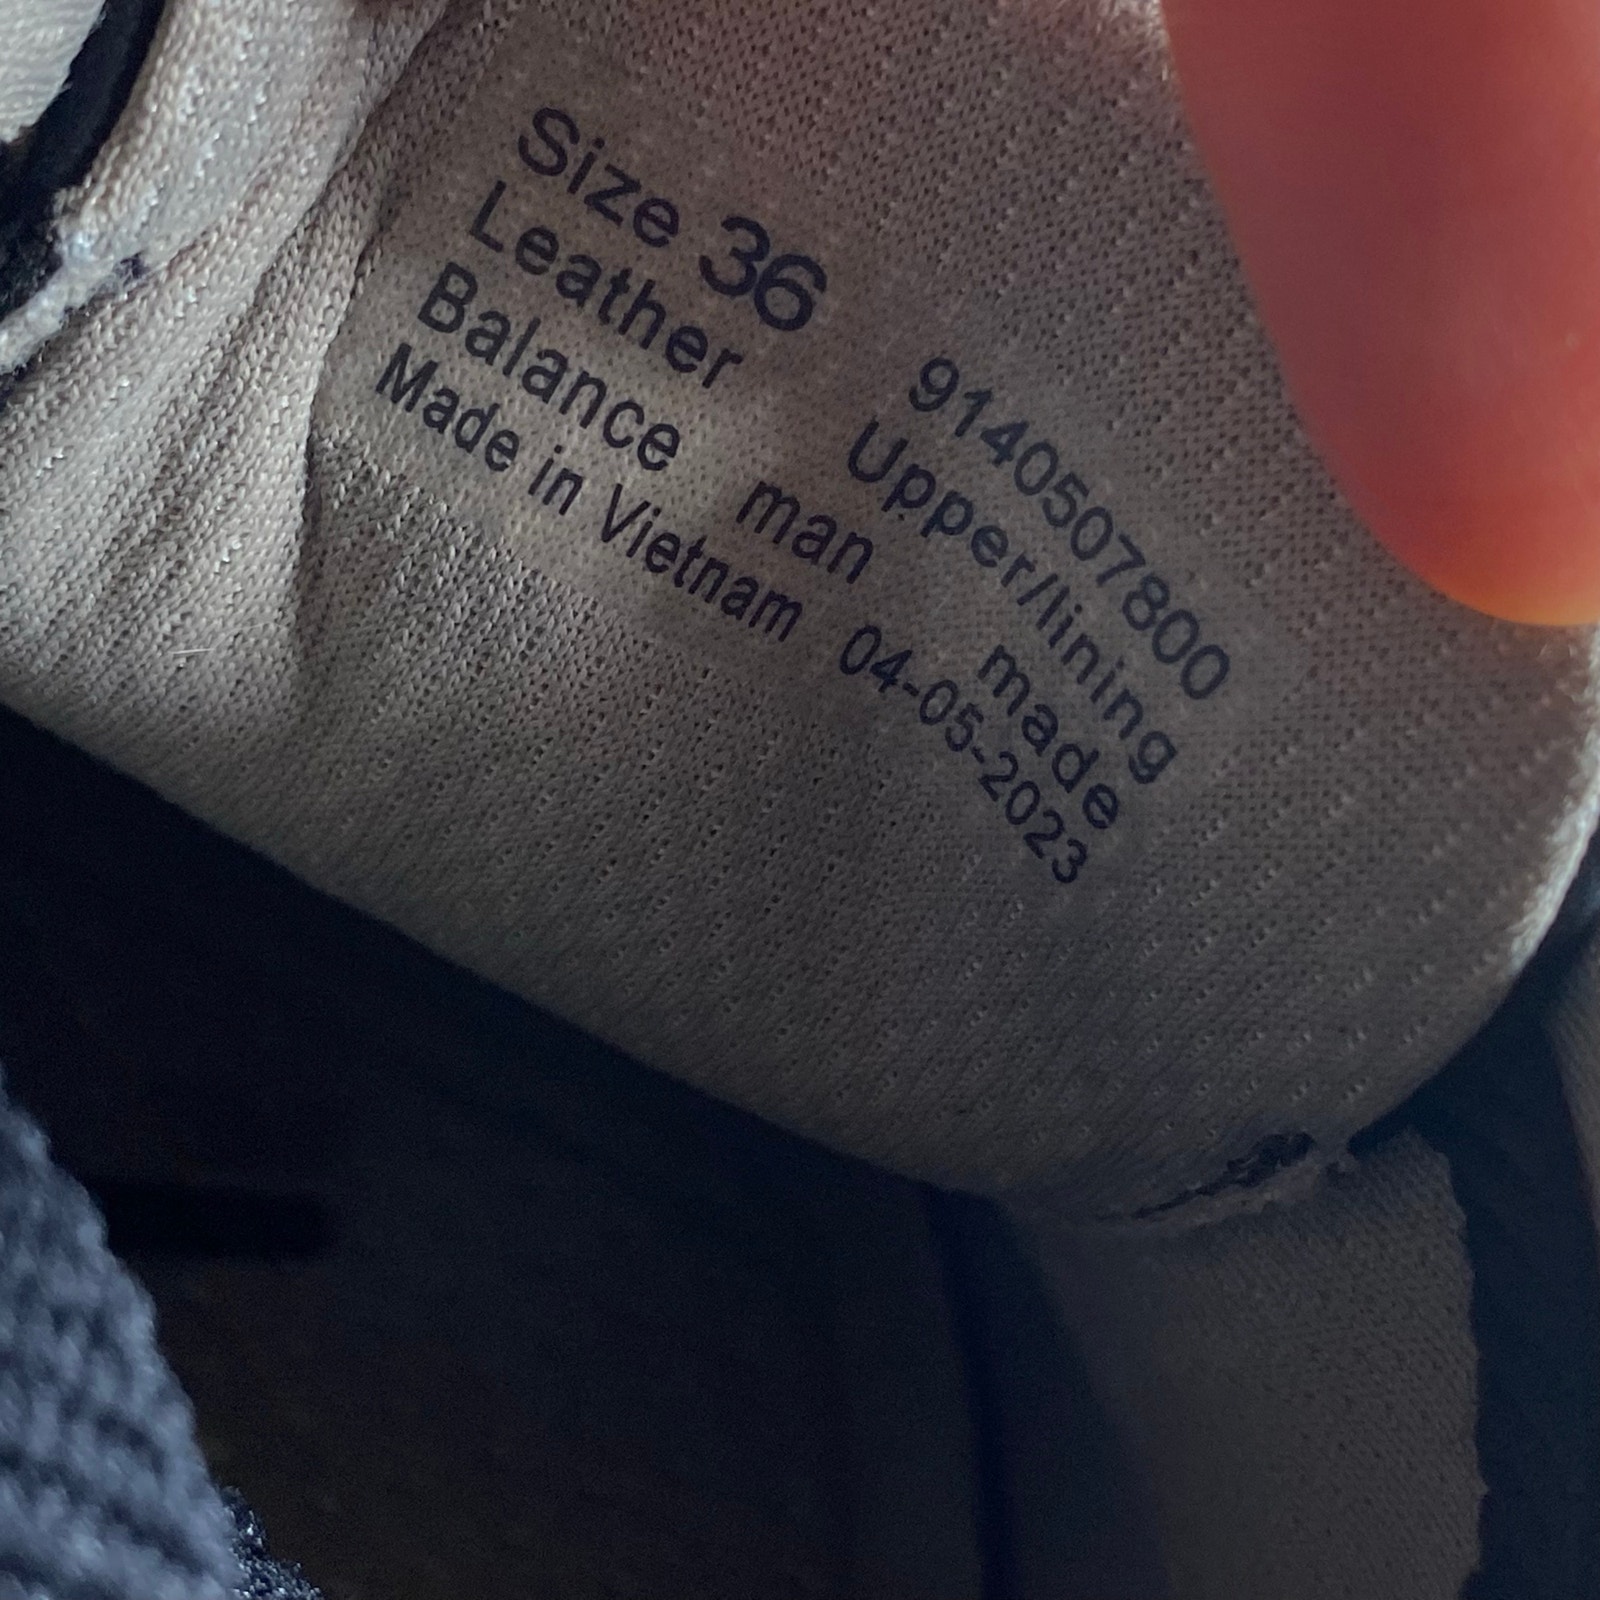 Size 36 9140507800
Leather Upper/lining
Balance man made
Made in Vietnam 04-05-2023